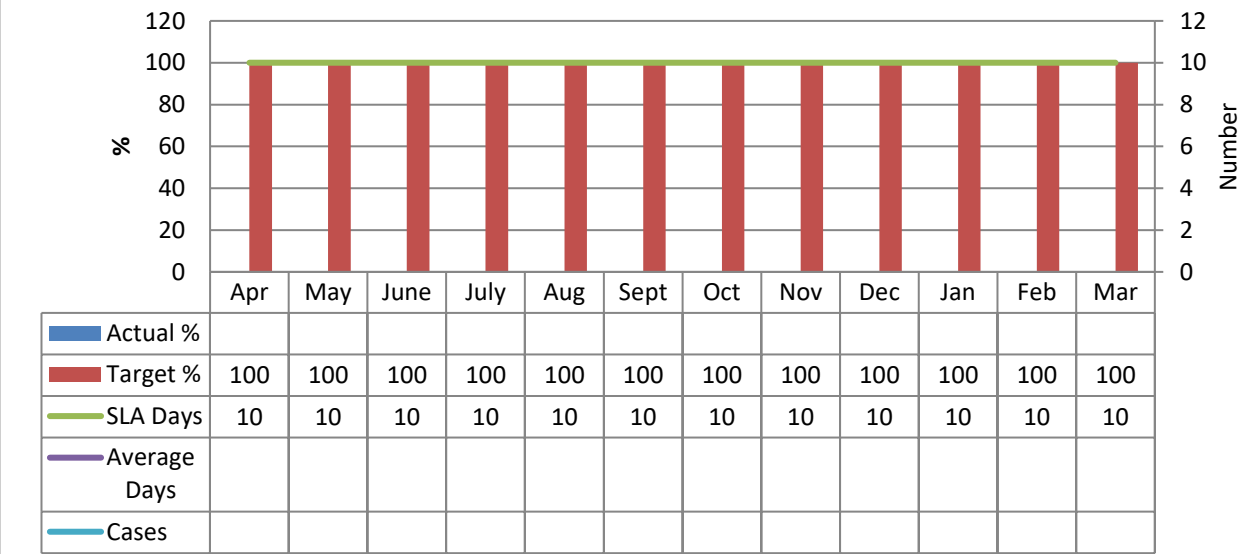 120
100
80
60
40
20
0
%
12
10
8
6
4
2
0
Number
Apr May June July Aug Sept Oct Nov Dec Jan Feb Mar
Actual %
Target % 100 100 100 100 100 100 100 100 100 100 100 100
SLA Days 10 10 10 10 10 10 10 10 10 10 10 10
Average
Days
Cases